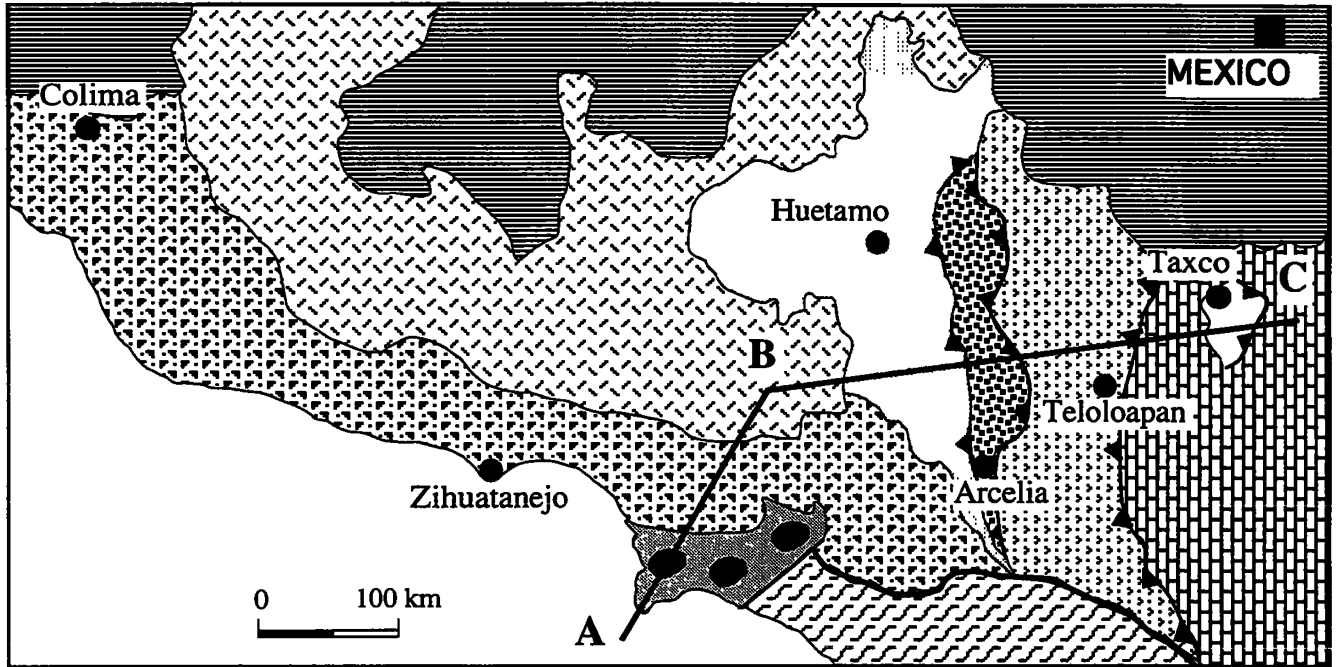 MEXICO
Colima
Huetamo
Taxco
C
B
Teloloapan
Zihuatanejo
Arcelia
0 100 km
A